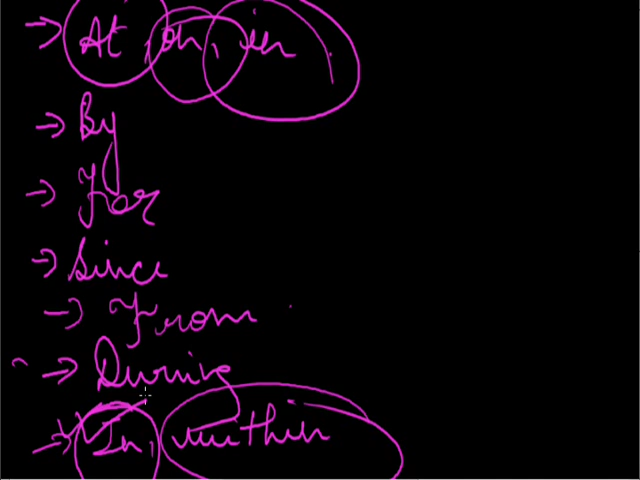 → At, on, in
→ By
→ For
→ Since
→ From
→ During
→ In, within